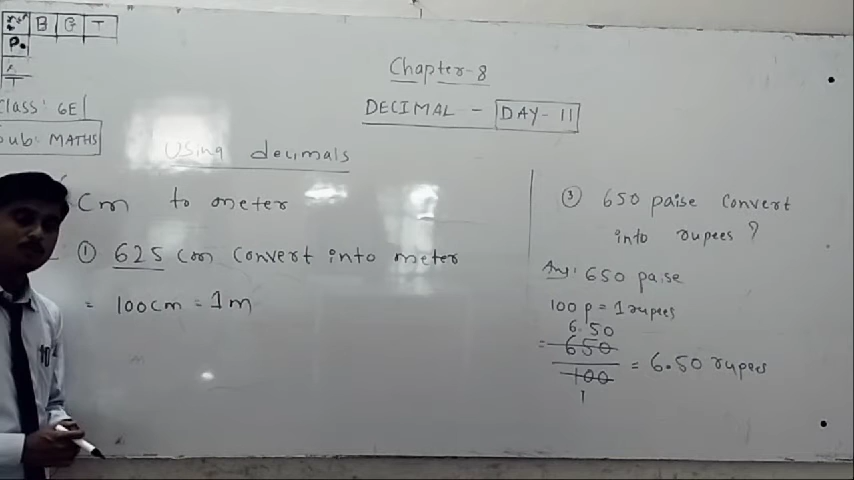 B G T
P.
T
Class: 6E
Sub: MATHS
Chapter-8
DECIMAL - DAY-11
Using decimals
Cm to meter
① 625 cm convert into meter
= 100cm = 1m
③ 650 paise convert
into rupees ?
Ans: 650 paise
100 p = 1 rupees
6.50
= 650
100 = 6.50 rupees
1